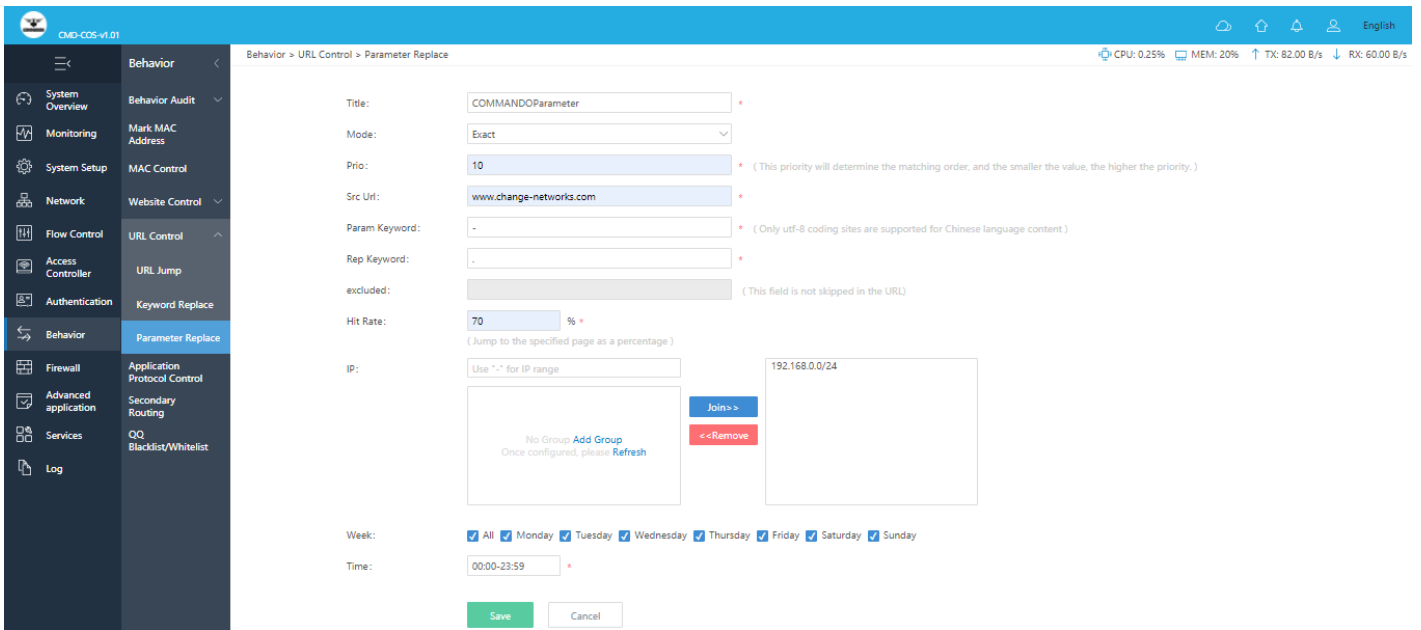 CMD-COS-v1.01
English
Behavior
Behavior > URL Control > Parameter Replace
CPU: 0.25% MEM: 20% TX: 82.00 B/s RX: 60.00 B/s
System Overview
Monitoring
System Setup
Network
Flow Control
Access Controller
Authentication
Behavior
Firewall
Advanced application
Services
Log
Behavior Audit
Mark MAC Address
MAC Control
Website Control
URL Control
URL Jump
Keyword Replace
Parameter Replace
Application Protocol Control
Secondary Routing
QQ Blacklist/Whitelist
Title: COMMANDOParameter *
Mode: Exact
Prio: 10 * ( This priority will determine the matching order, and the smaller the value, the higher the priority. )
Src Url: www.change-networks.com *
Param Keyword: - * ( Only utf-8 coding sites are supported for Chinese language content )
Rep Keyword: . *
excluded: ( This field is not skipped in the URL)
Hit Rate: 70 % *
( Jump to the specified page as a percentage )
IP: Use "-" for IP range 192.168.0.0/24
Join>>
<<Remove
No Group Add Group
Once configured, please Refresh
Week: All Monday Tuesday Wednesday Thursday Friday Saturday Sunday
Time: 00:00-23:59 *
Save Cancel